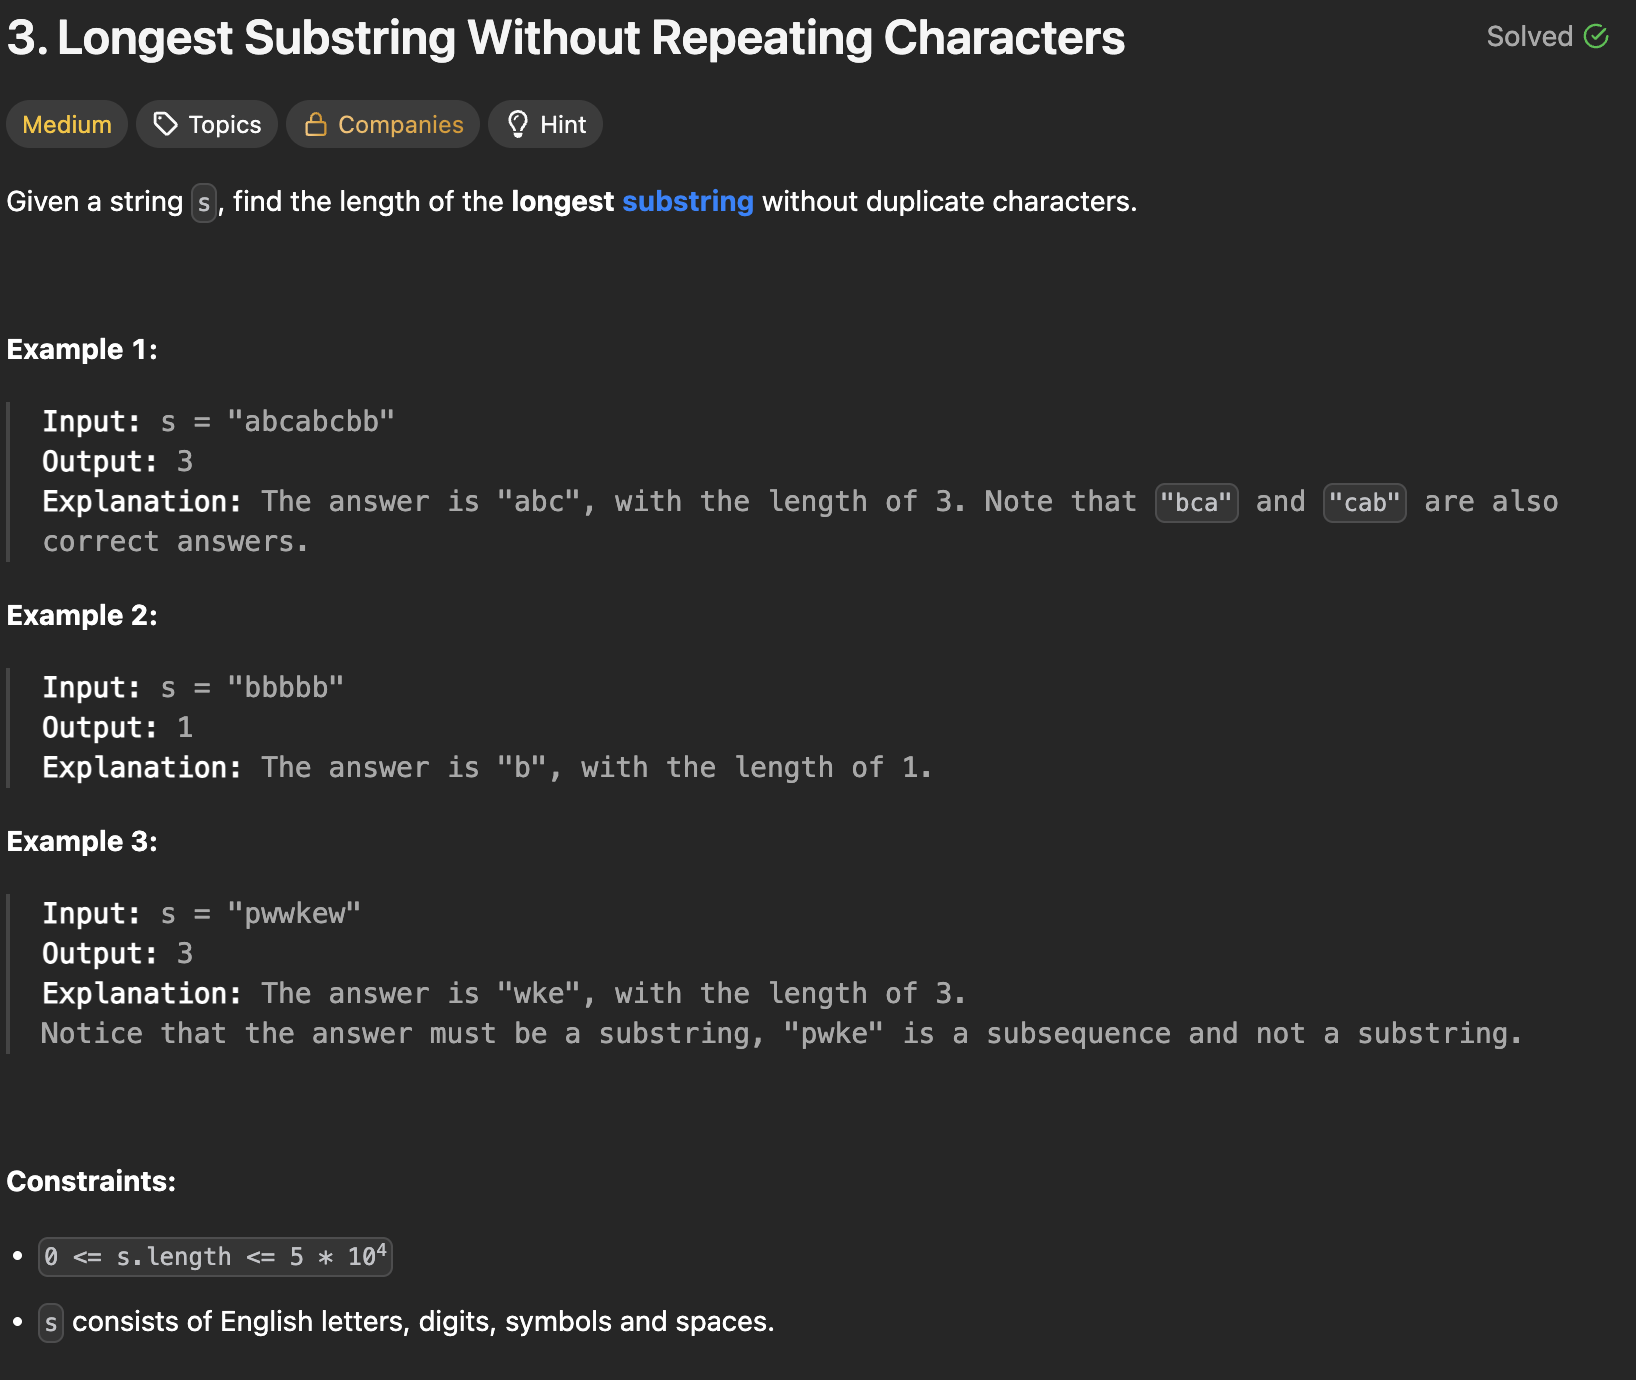 3. Longest Substring Without Repeating Characters
Solved
Medium Topics Companies Hint
Given a string s, find the length of the longest substring without duplicate characters.
Example 1:
Input: s = "abcabcbb"
Output: 3
Explanation: The answer is "abc", with the length of 3. Note that "bca" and "cab" are also
correct answers.
Example 2:
Input: s = "bbbbb"
Output: 1
Explanation: The answer is "b", with the length of 1.
Example 3:
Input: s = "pwwkew"
Output: 3
Explanation: The answer is "wke", with the length of 3.
Notice that the answer must be a substring, "pwke" is a subsequence and not a substring.
Constraints:
• 0 <= s.length <= 5 * 10⁴
• s consists of English letters, digits, symbols and spaces.